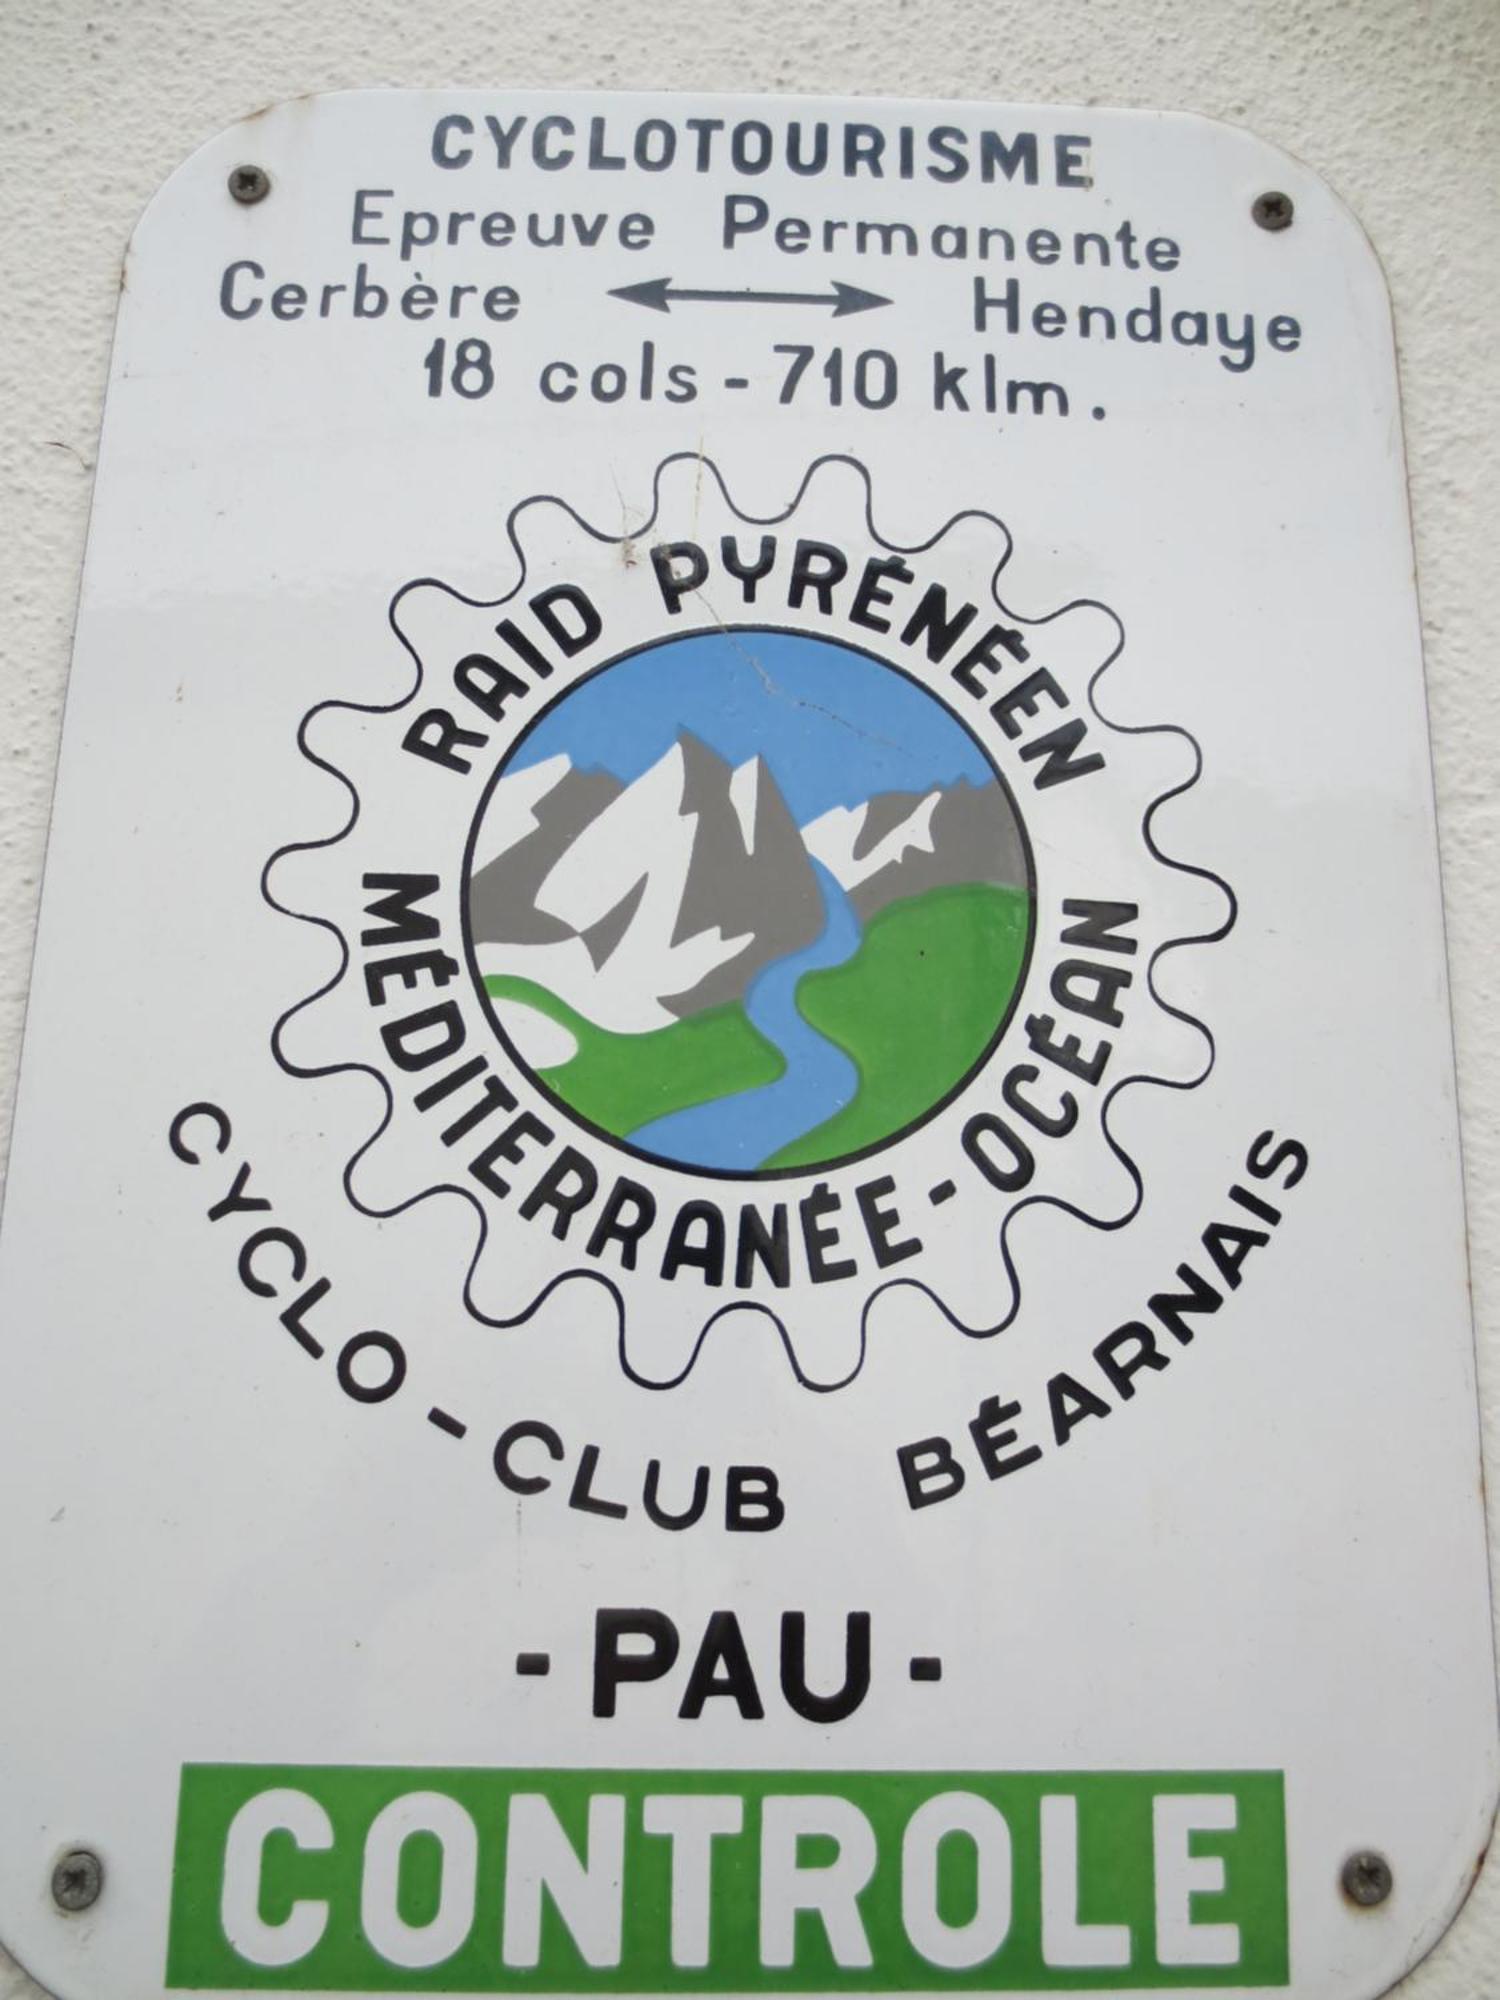 CYCLOTOURISME
Epreuve Permanente
Cerbère Hendaye
18 cols - 710 klm.
RAID PYRÉNÉEN
MÉDITERRANÉE - OCÉAN
CYCLO - CLUB BÉARNAIS
- PAU -
CONTROLE